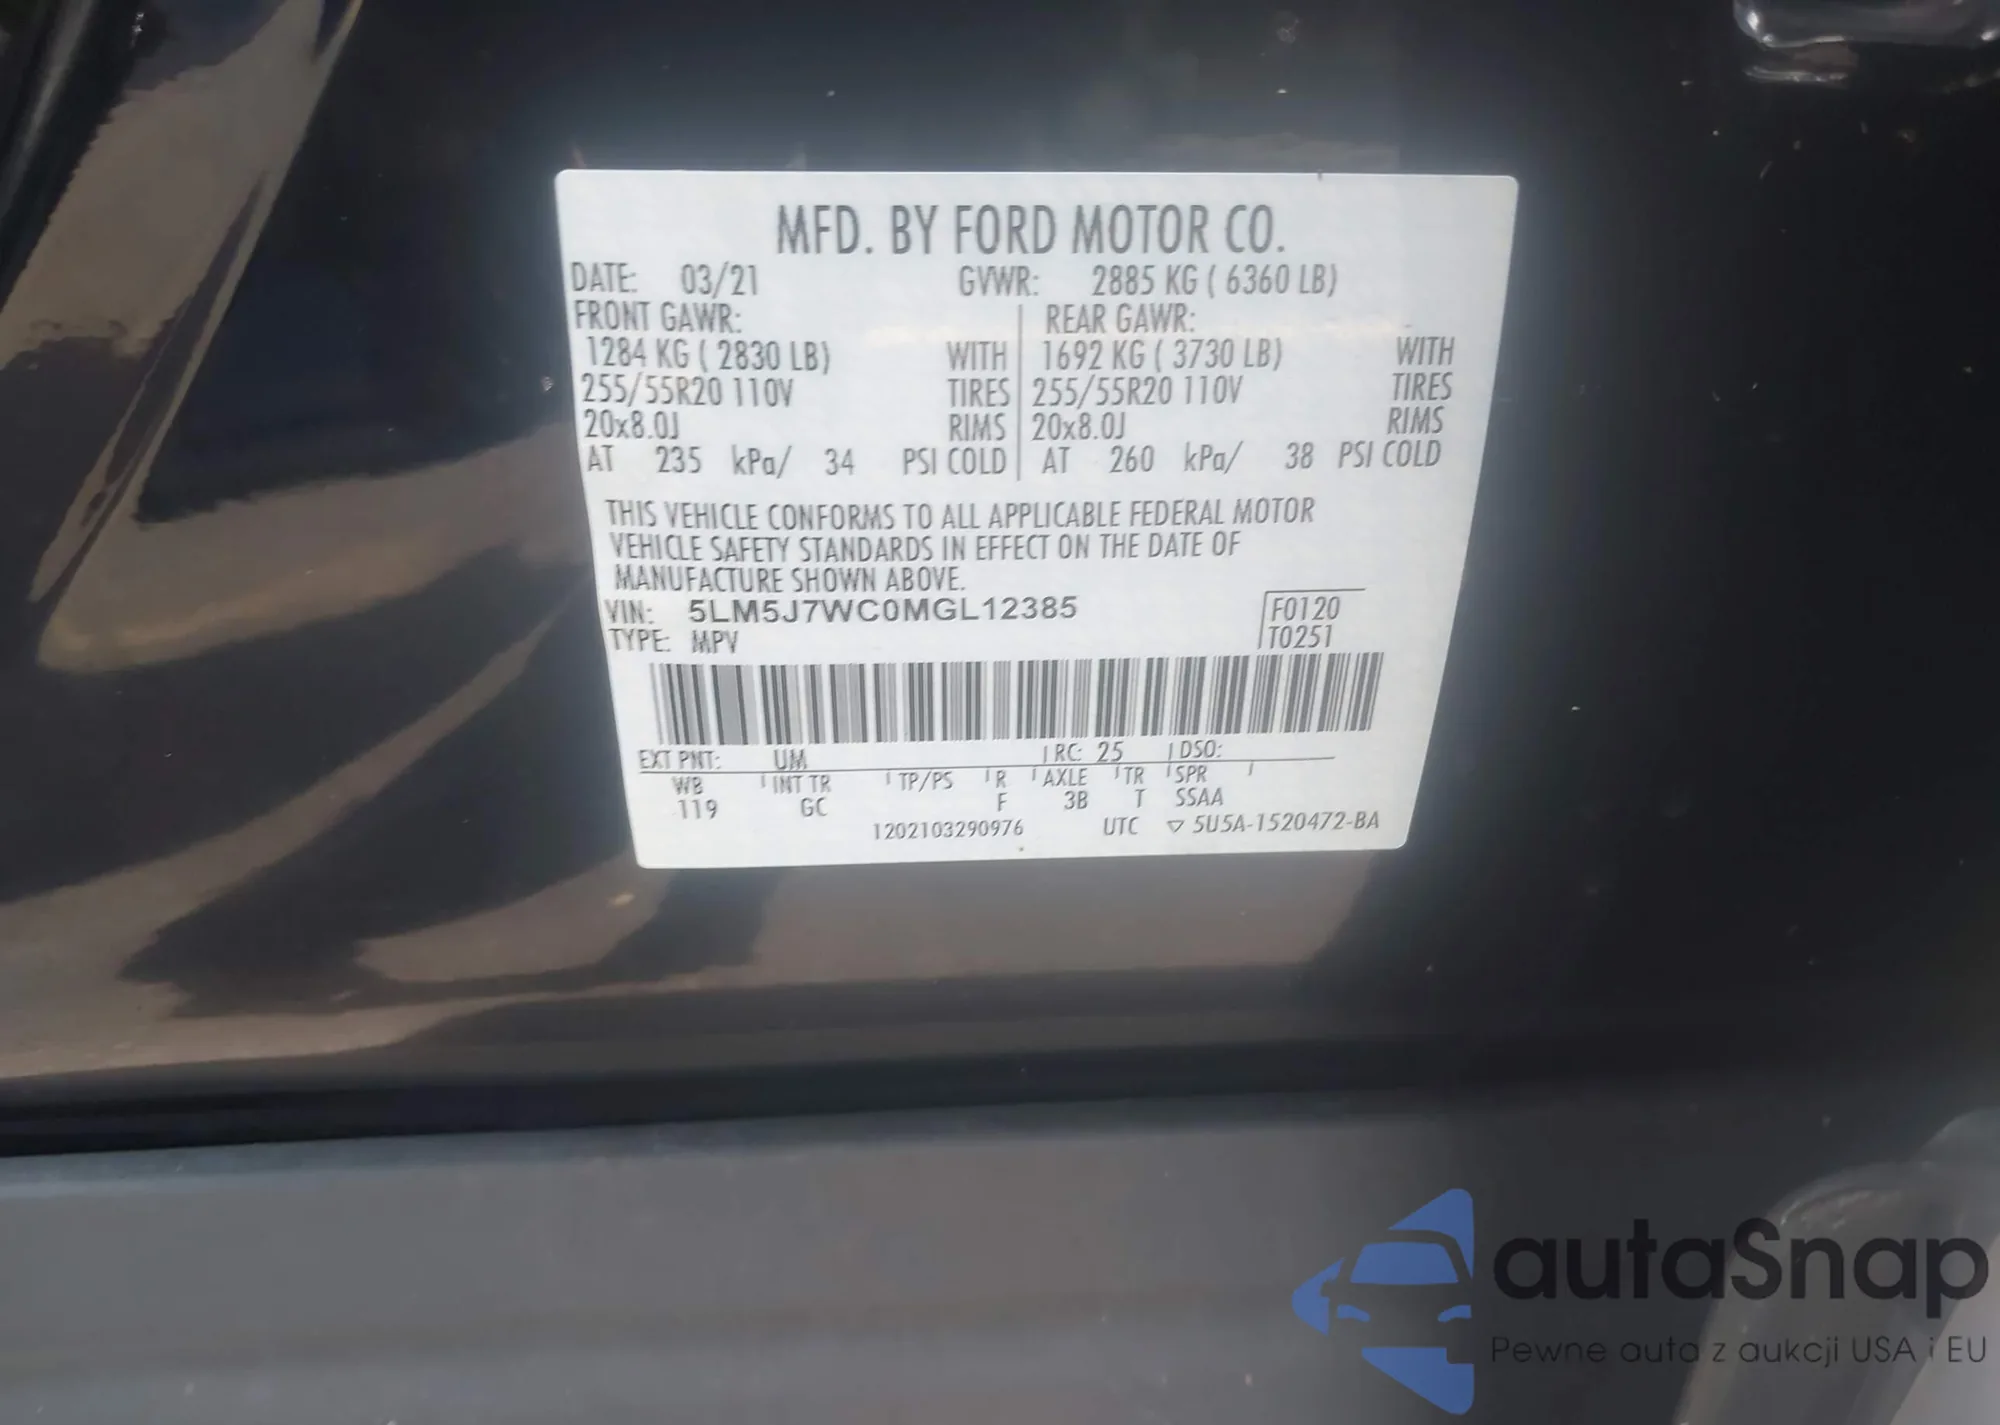 MFD. BY FORD MOTOR CO.
DATE: 03/21 GVWR: 2885 KG ( 6360 LB)
FRONT GAWR: REAR GAWR:
1284 KG ( 2830 LB) WITH 1692 KG ( 3730 LB) WITH
255/55R20 110V TIRES 255/55R20 110V TIRES
20x8.0J RIMS 20x8.0J RIMS
AT 235 kPa/ 34 PSI COLD AT 260 kPa/ 38 PSI COLD
THIS VEHICLE CONFORMS TO ALL APPLICABLE FEDERAL MOTOR
VEHICLE SAFETY STANDARDS IN EFFECT ON THE DATE OF
MANUFACTURE SHOWN ABOVE.
VIN: 5LM5J7WC0MGL12385 F0120
TYPE: MPV T0251
EXT PNT: UM RC: 25 DSO:
WB INT TR TP/PS R AXLE TR SPR
119 GC F 3B T SSAA
1202103290976 UTC ▽ 5U5A-1520472-BA
autaSnap
Pewne auta z aukcji USA i EU